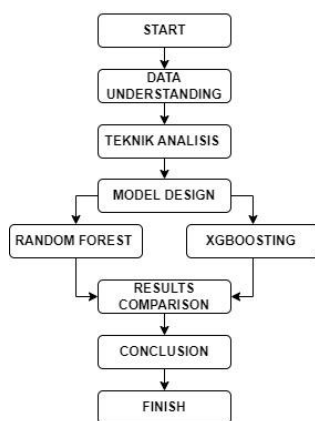 START
DATA
UNDERSTANDING
TEKNIK ANALISIS
MODEL DESIGN
RANDOM FOREST
XGBOOSTING
RESULTS
COMPARISON
CONCLUSION
FINISH